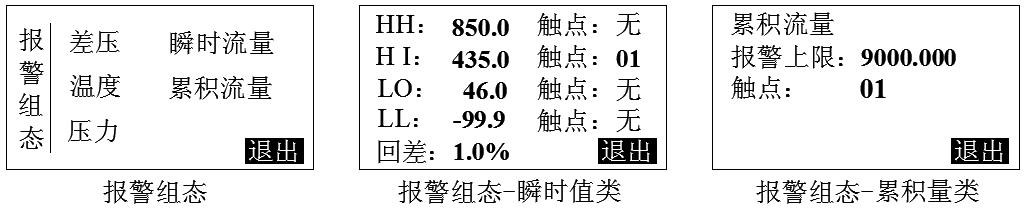 报警组态
差压 瞬时流量
温度 累积流量
压力
退出
报警组态
HH: 850.0 触点:无
H I: 435.0 触点:01
LO: 46.0 触点:无
LL: -99.9 触点:无
回差:1.0% 退出
报警组态-瞬时值类
累积流量
报警上限:9000.000
触点: 01
退出
报警组态-累积量类